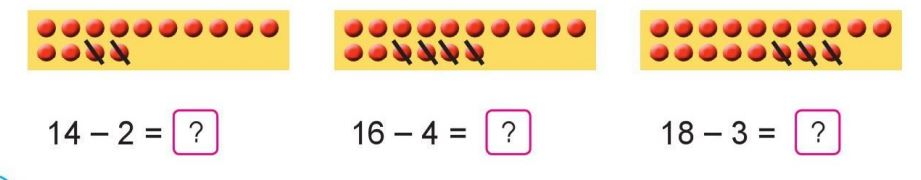 14 – 2 = ? 16 – 4 = ? 18 – 3 = ?